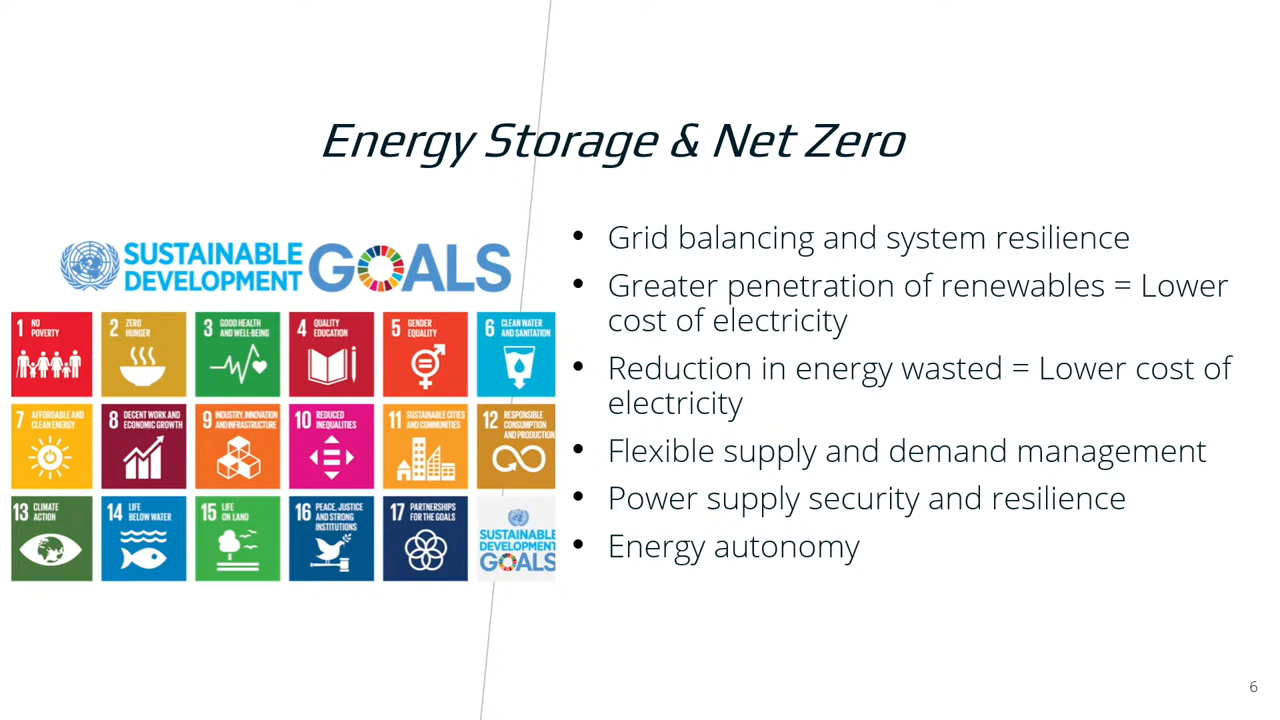 Energy Storage & Net Zero
SUSTAINABLE
DEVELOPMENT
GOALS
1 NO
POVERTY
2 ZERO
HUNGER
3 GOOD HEALTH
AND WELL-BEING
4 QUALITY
EDUCATION
5 GENDER
EQUALITY
6 CLEAN WATER
AND SANITATION
7 AFFORDABLE AND
CLEAN ENERGY
8 DECENT WORK AND
ECONOMIC GROWTH
9 INDUSTRY, INNOVATION
AND INFRASTRUCTURE
10 REDUCED
INEQUALITIES
11 SUSTAINABLE CITIES
AND COMMUNITIES
12 RESPONSIBLE
CONSUMPTION
AND PRODUCTION
13 CLIMATE
ACTION
14 LIFE
BELOW WATER
15 LIFE
ON LAND
16 PEACE, JUSTICE
AND STRONG
INSTITUTIONS
17 PARTNERSHIPS
FOR THE GOALS
SUSTAINABLE
DEVELOPMENT
GOALS
• Grid balancing and system resilience
• Greater penetration of renewables = Lower
cost of electricity
• Reduction in energy wasted = Lower cost of
electricity
• Flexible supply and demand management
• Power supply security and resilience
• Energy autonomy
6